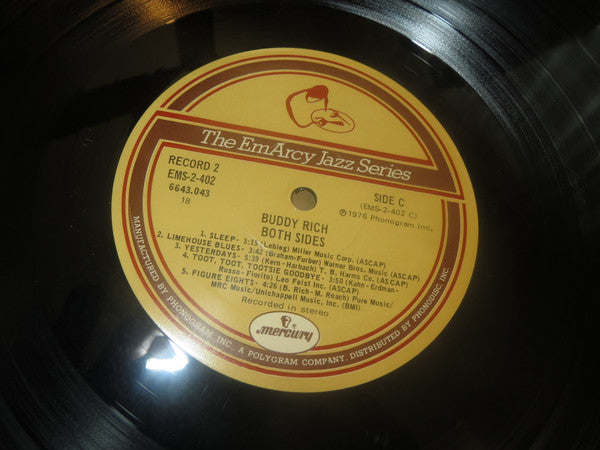 The EmArcy Jazz Series
RECORD 2
EMS-2-402
6643.043
18
SIDE C
(EMS-2-402 C)
℗1976 Phonogram Inc.
BUDDY RICH
BOTH SIDES
1. SLEEP - 3:15 (Lebieg) Miller Music Corp. (ASCAP)
2. LIMEHOUSE BLUES - 3:42 (Graham-Furber) Warner Bros. Music (ASCAP)
3. YESTERDAYS - 5:39 (Kern-Harbach) T. B. Harms Co. (ASCAP)
4. TOOT, TOOT, TOOTSIE GOODBYE - 3:50 (Kahn-Erdman-
Russo-Fiorito) Leo Feist Inc. (ASCAP)
5. FIGURE EIGHTS - 4:26 (B. Rich-M. Roach) Pure Music/
MRC Music/Unichappell Music, Inc. (BMI)
Recorded in stereo
mercury
MANUFACTURED BY PHONOGRAM, INC., A POLYGRAM COMPANY. DISTRIBUTED BY PHONODISC, INC.